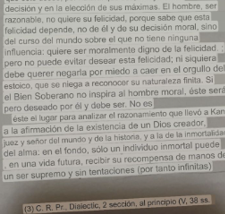 decisión y en la elección de sus máximas. El hombre, ser
razonable, no quiere su felicidad, porque sabe que esta
felicidad depende, no de él y de su decisión moral, sino
del curso del mundo sobre el que no tiene ninguna
influencia: quiere ser moralmente digno de la felicidad.
pero no puede evitar desear esta felicidad; ni siquiera
debe querer negarla por miedo a caer en el orgullo de
estoico, que se niega a reconocer su naturaleza finita. Si
el Bien Soberano no inspira al hombre moral, éste será
pero deseado por él y debe ser. No es
éste el lugar para analizar el razonamiento que llevó a Kan
a la afirmación de la existencia de un Dios creador,
juez y señor del mundo y de la historia, y a la de la inmortalidad
del alma: en el fondo, sólo un individuo inmortal puede
, en una vida futura, recibir su recompensa de manos de
un ser supremo y sin tentaciones (por tanto infinitas)
(3) C. R. Pr., Dialectic, 2 sección, al principio (V, 38 ss.